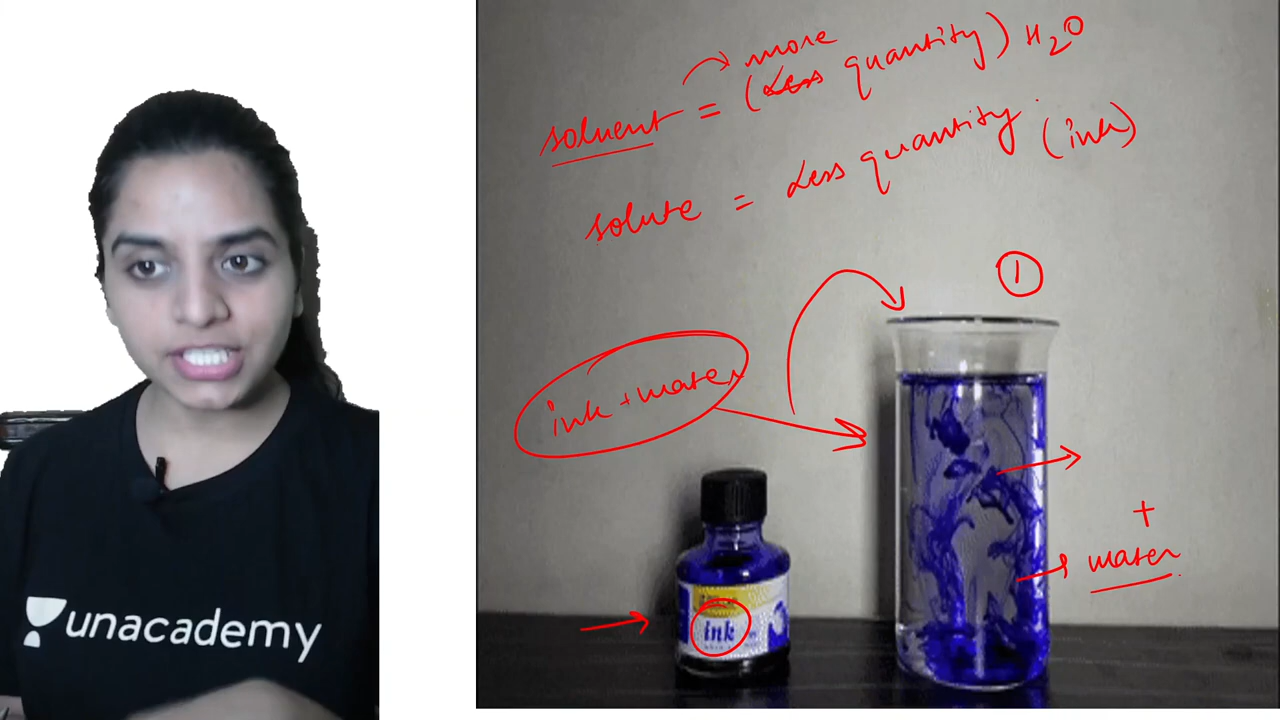 more
solvent = (Less quantity) H2O
solute = Less quantity (ink)
1
ink + water
+
water
ink
unacademy